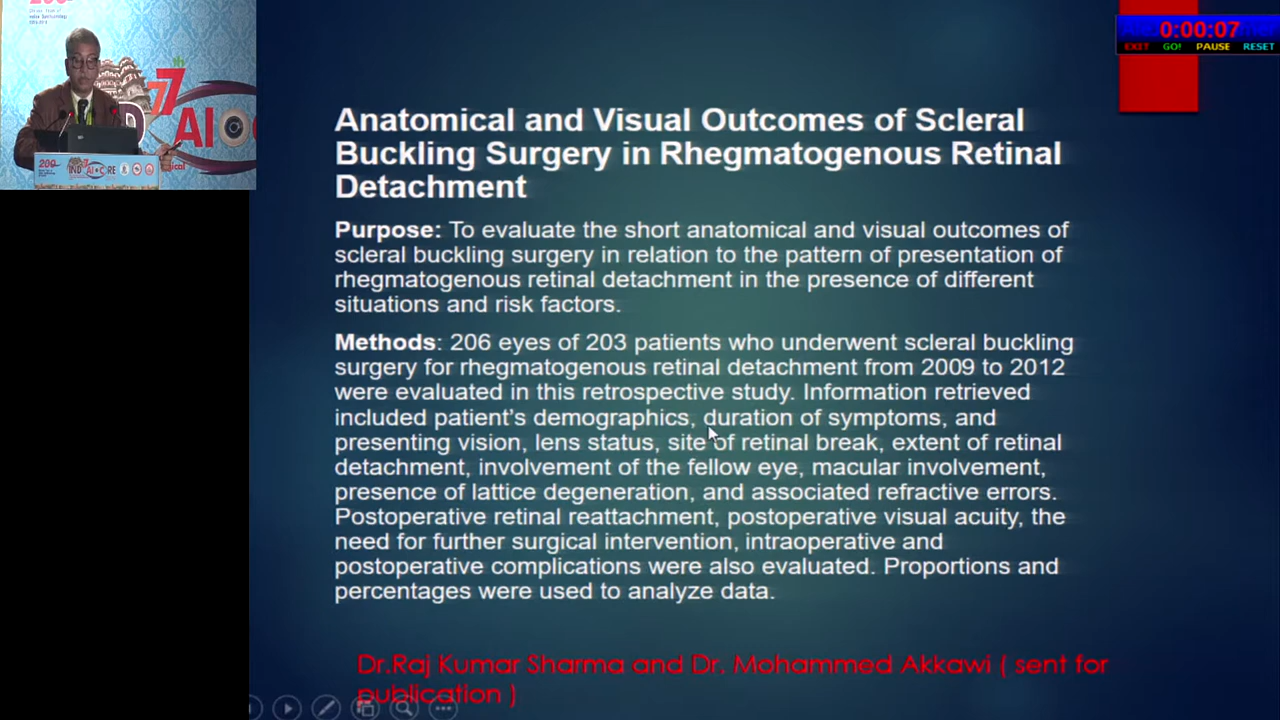 0:00:07
EXIT GO! PAUSE RESET
Anatomical and Visual Outcomes of Scleral
Buckling Surgery in Rhegmatogenous Retinal
Detachment
Purpose: To evaluate the short anatomical and visual outcomes of
scleral buckling surgery in relation to the pattern of presentation of
rhegmatogenous retinal detachment in the presence of different
situations and risk factors.
Methods: 206 eyes of 203 patients who underwent scleral buckling
surgery for rhegmatogenous retinal detachment from 2009 to 2012
were evaluated in this retrospective study. Information retrieved
included patient's demographics, duration of symptoms, and
presenting vision, lens status, site of retinal break, extent of retinal
detachment, involvement of the fellow eye, macular involvement,
presence of lattice degeneration, and associated refractive errors.
Postoperative retinal reattachment, postoperative visual acuity, the
need for further surgical intervention, intraoperative and
postoperative complications were also evaluated. Proportions and
percentages were used to analyze data.
Dr.Raj Kumar Sharma and Dr. Mohammed Akkawi ( sent for
publication )